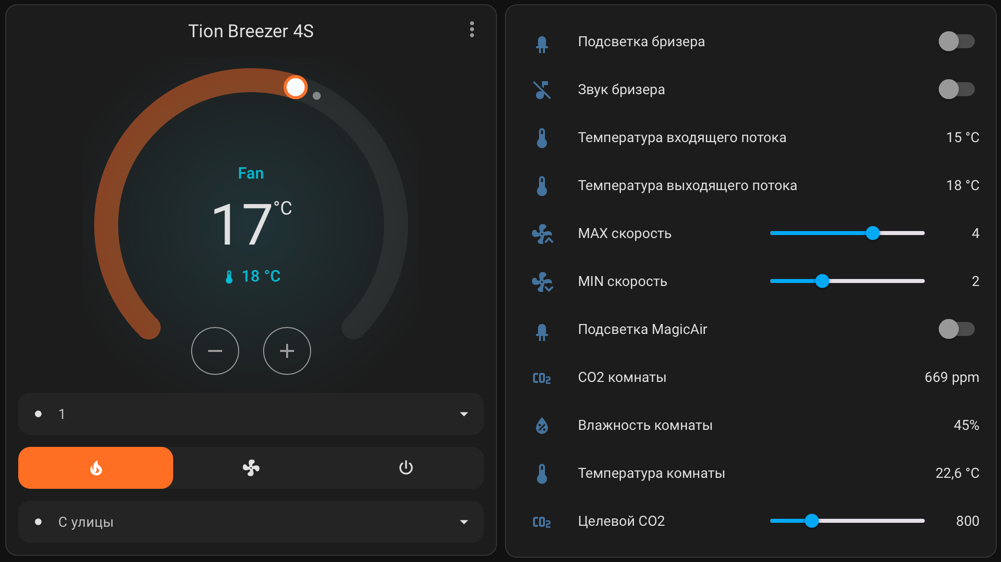 Tion Breezer 4S
Fan
17 °C
18 °C
1
С улицы
Подсветка бризера
Звук бризера
Температура входящего потока 15 °C
Температура выходящего потока 18 °C
MAX скорость 4
MIN скорость 2
Подсветка MagicAir
CO2 CO2 комнаты 669 ppm
Влажность комнаты 45%
Температура комнаты 22,6 °C
CO2 Целевой CO2 800